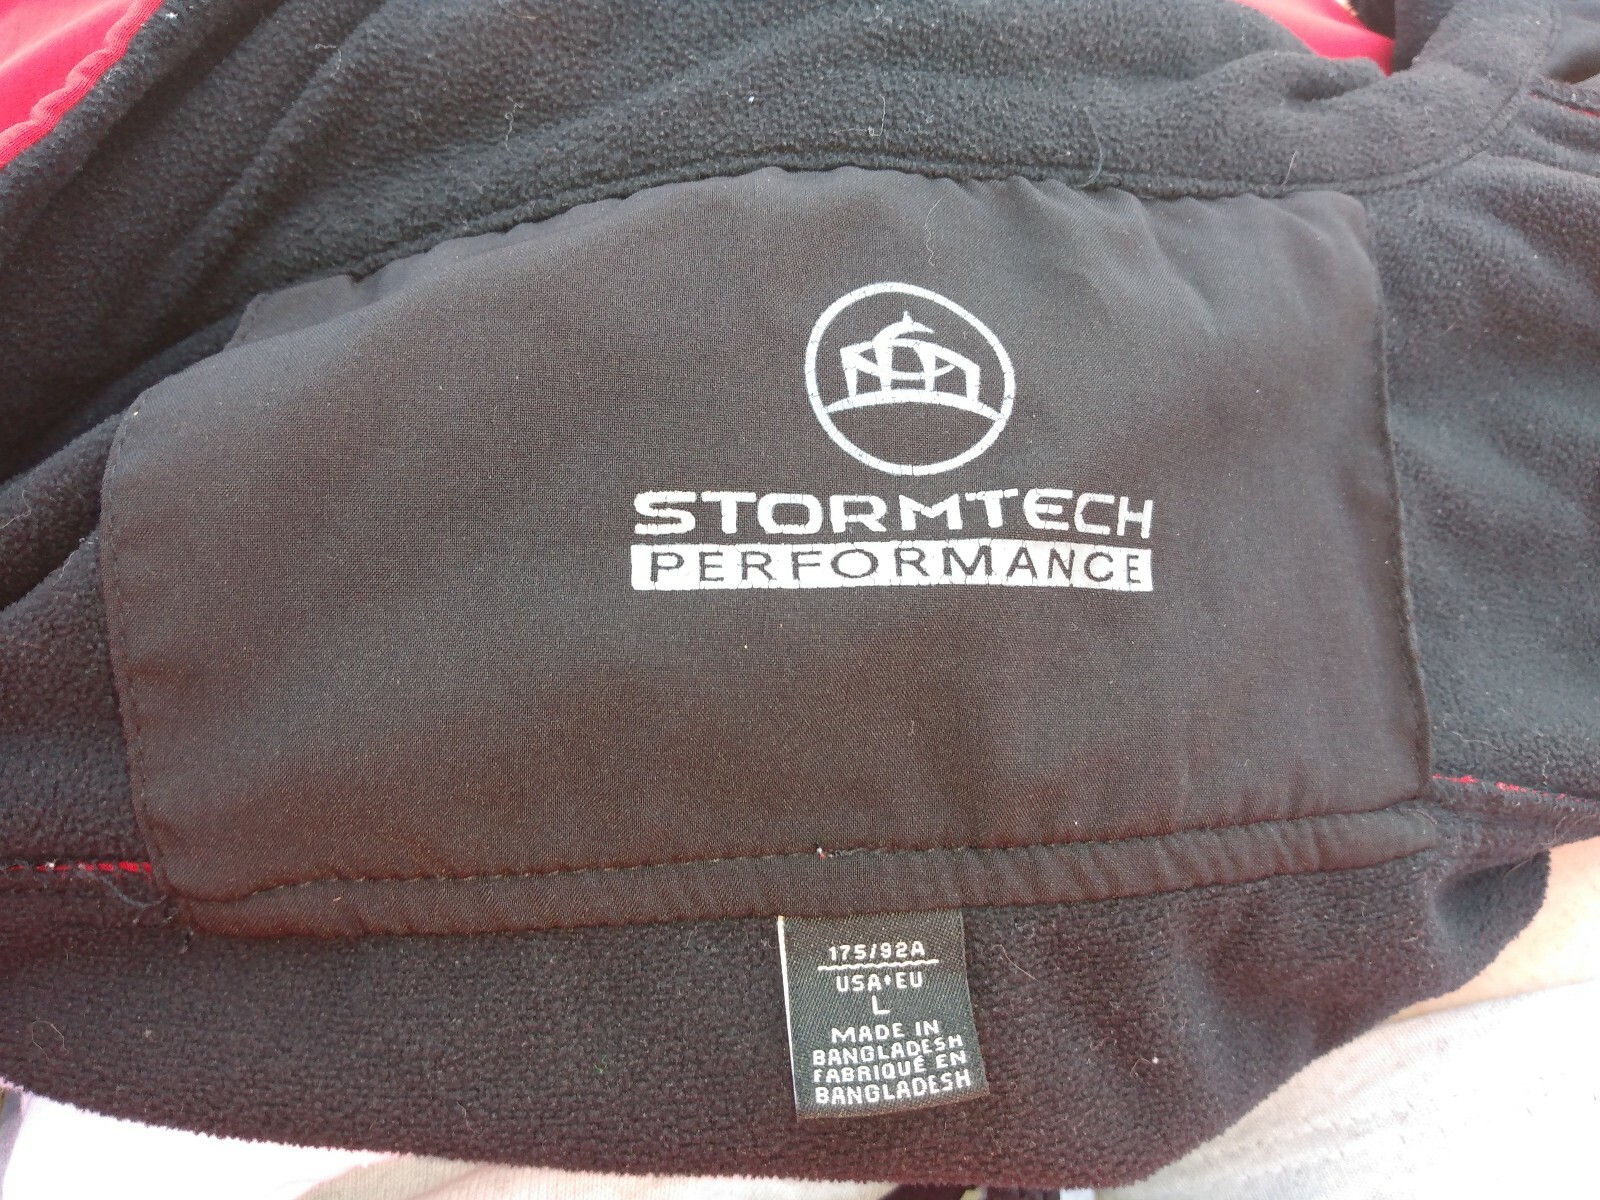 STORMTECH
PERFORMANCE
175/92A
USA•EU
L
MADE IN
BANGLADESH
FABRIQUÉ EN
BANGLADESH